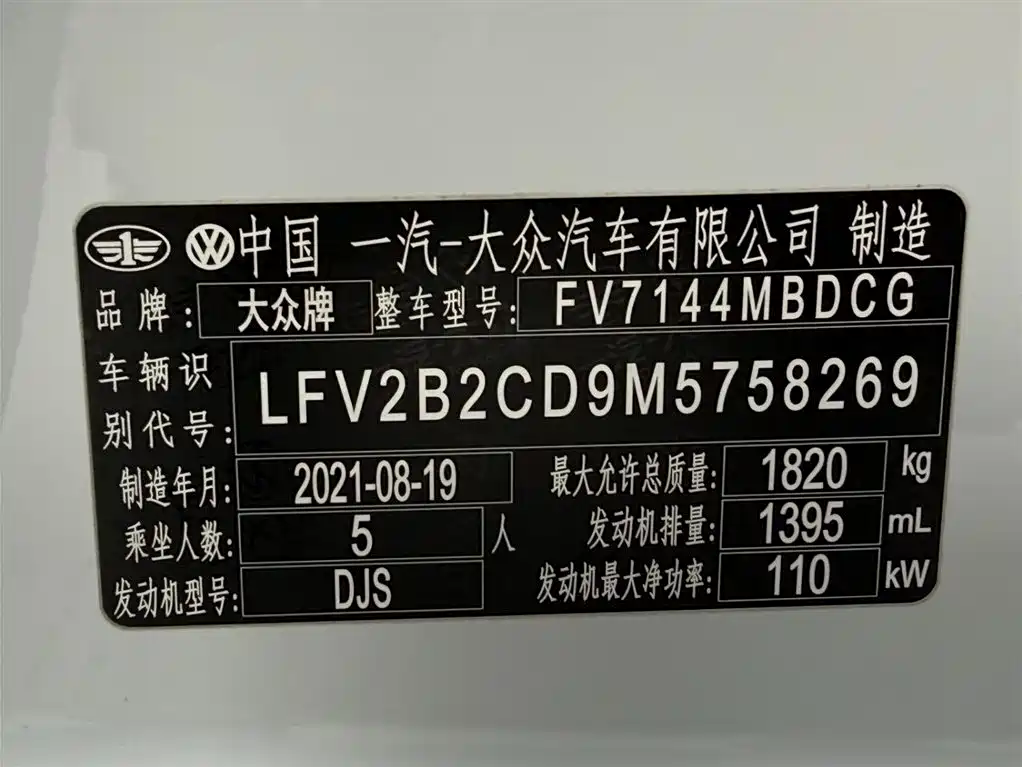 中国 一汽-大众汽车有限公司 制造
品牌: 大众牌 整车型号: FV7144MBDCG
车辆识别代号: LFV2B2CD9M5758269
制造年月: 2021-08-19 最大允许总质量: 1820 kg
乘坐人数: 5 人 发动机排量: 1395 mL
发动机型号: DJS 发动机最大净功率: 110 kW